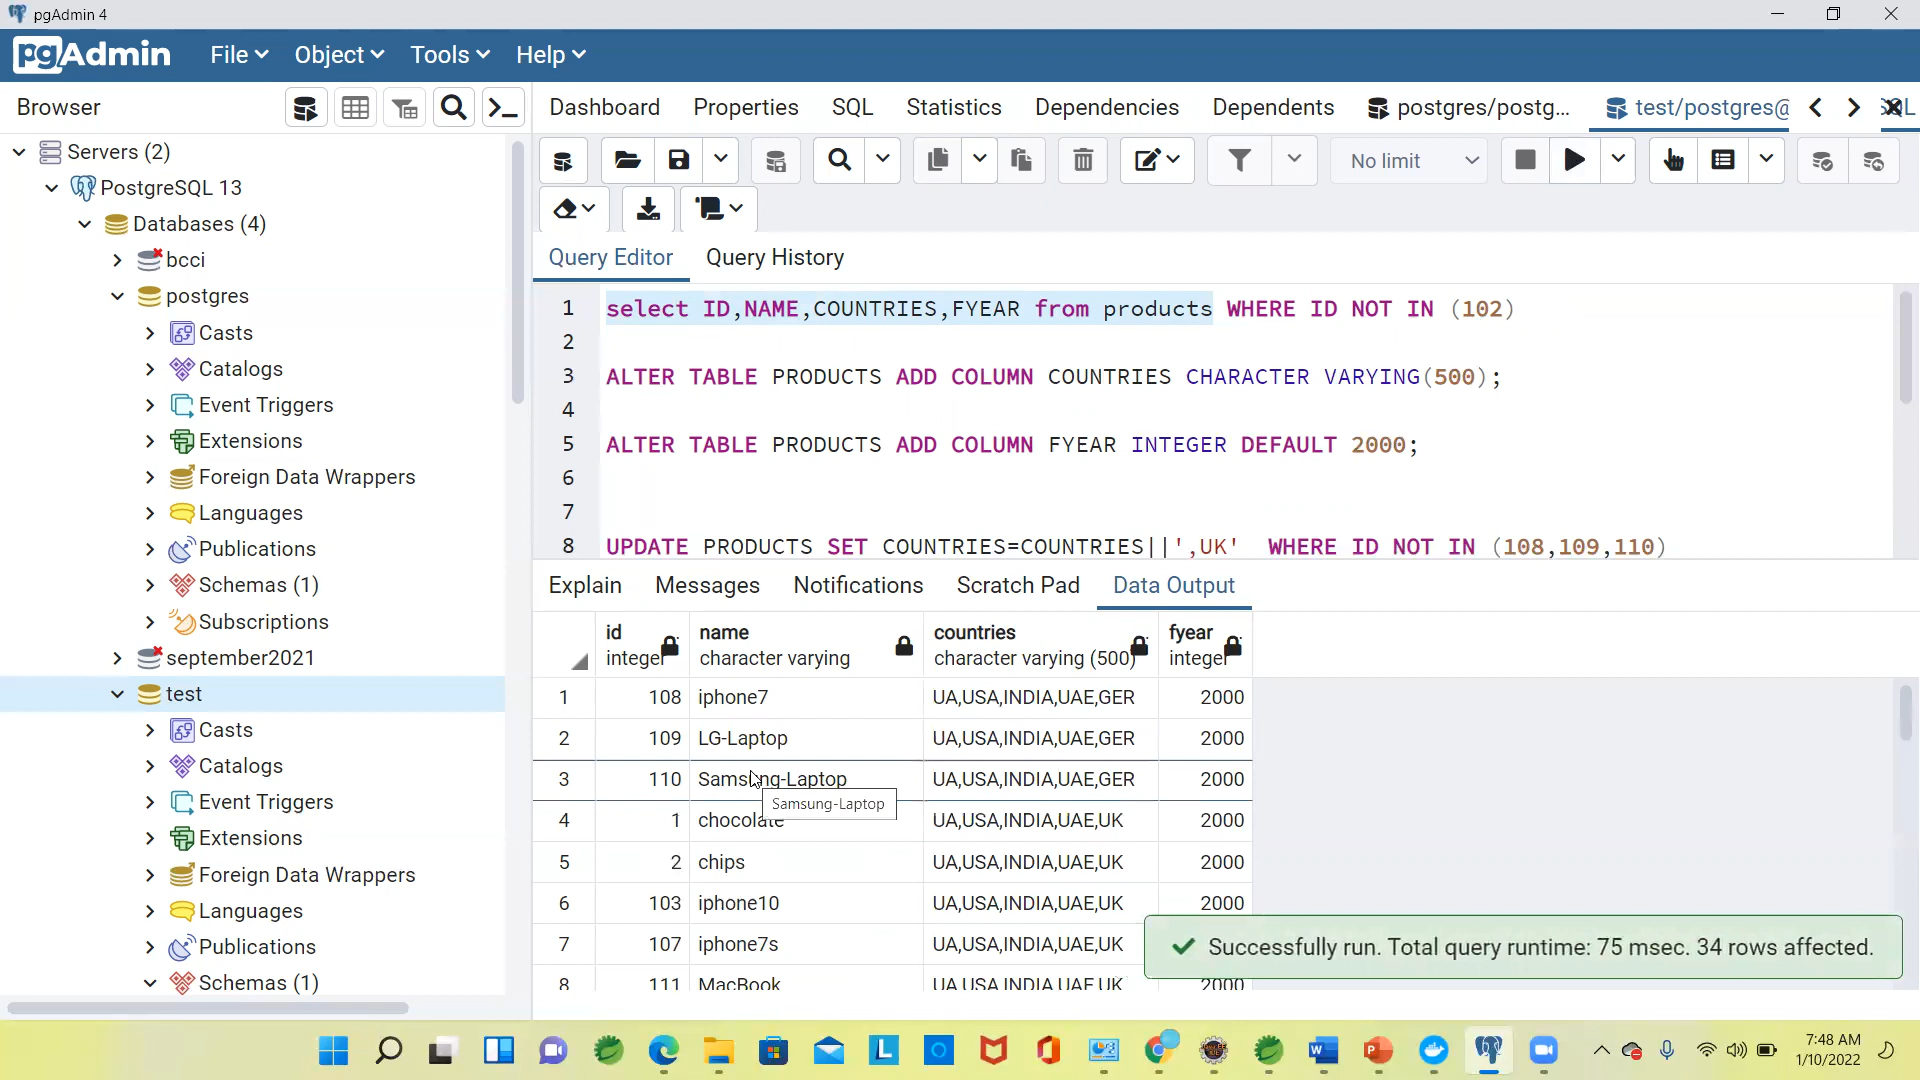 pgAdmin 4
pgAdmin File Object Tools Help
Browser
Dashboard Properties SQL Statistics Dependencies Dependents postgres/postg... test/postgres@
Servers (2)
PostgreSQL 13
Databases (4)
bcci
postgres
Casts
Catalogs
Event Triggers
Extensions
Foreign Data Wrappers
Languages
Publications
Schemas (1)
Subscriptions
september2021
test
Casts
Catalogs
Event Triggers
Extensions
Foreign Data Wrappers
Languages
Publications
Schemas (1)
No limit
Query Editor Query History
1 select ID,NAME,COUNTRIES,FYEAR from products WHERE ID NOT IN (102)
2
3 ALTER TABLE PRODUCTS ADD COLUMN COUNTRIES CHARACTER VARYING(500);
4
5 ALTER TABLE PRODUCTS ADD COLUMN FYEAR INTEGER DEFAULT 2000;
6
7
8 UPDATE PRODUCTS SET COUNTRIES=COUNTRIES||',UK' WHERE ID NOT IN (108,109,110)
Explain Messages Notifications Scratch Pad Data Output
id name countries fyear
integer character varying character varying (500) integer
1 108 iphone7 UA,USA,INDIA,UAE,GER 2000
2 109 LG-Laptop UA,USA,INDIA,UAE,GER 2000
3 110 Samsung-Laptop UA,USA,INDIA,UAE,GER 2000
Samsung-Laptop
4 1 chocolate UA,USA,INDIA,UAE,UK 2000
5 2 chips UA,USA,INDIA,UAE,UK 2000
6 103 iphone10 UA,USA,INDIA,UAE,UK 2000
7 107 iphone7s UA,USA,INDIA,UAE,UK
8 111 MacBook UA,USA,INDIA,UAE,UK 2000
Successfully run. Total query runtime: 75 msec. 34 rows affected.
7:48 AM
1/10/2022